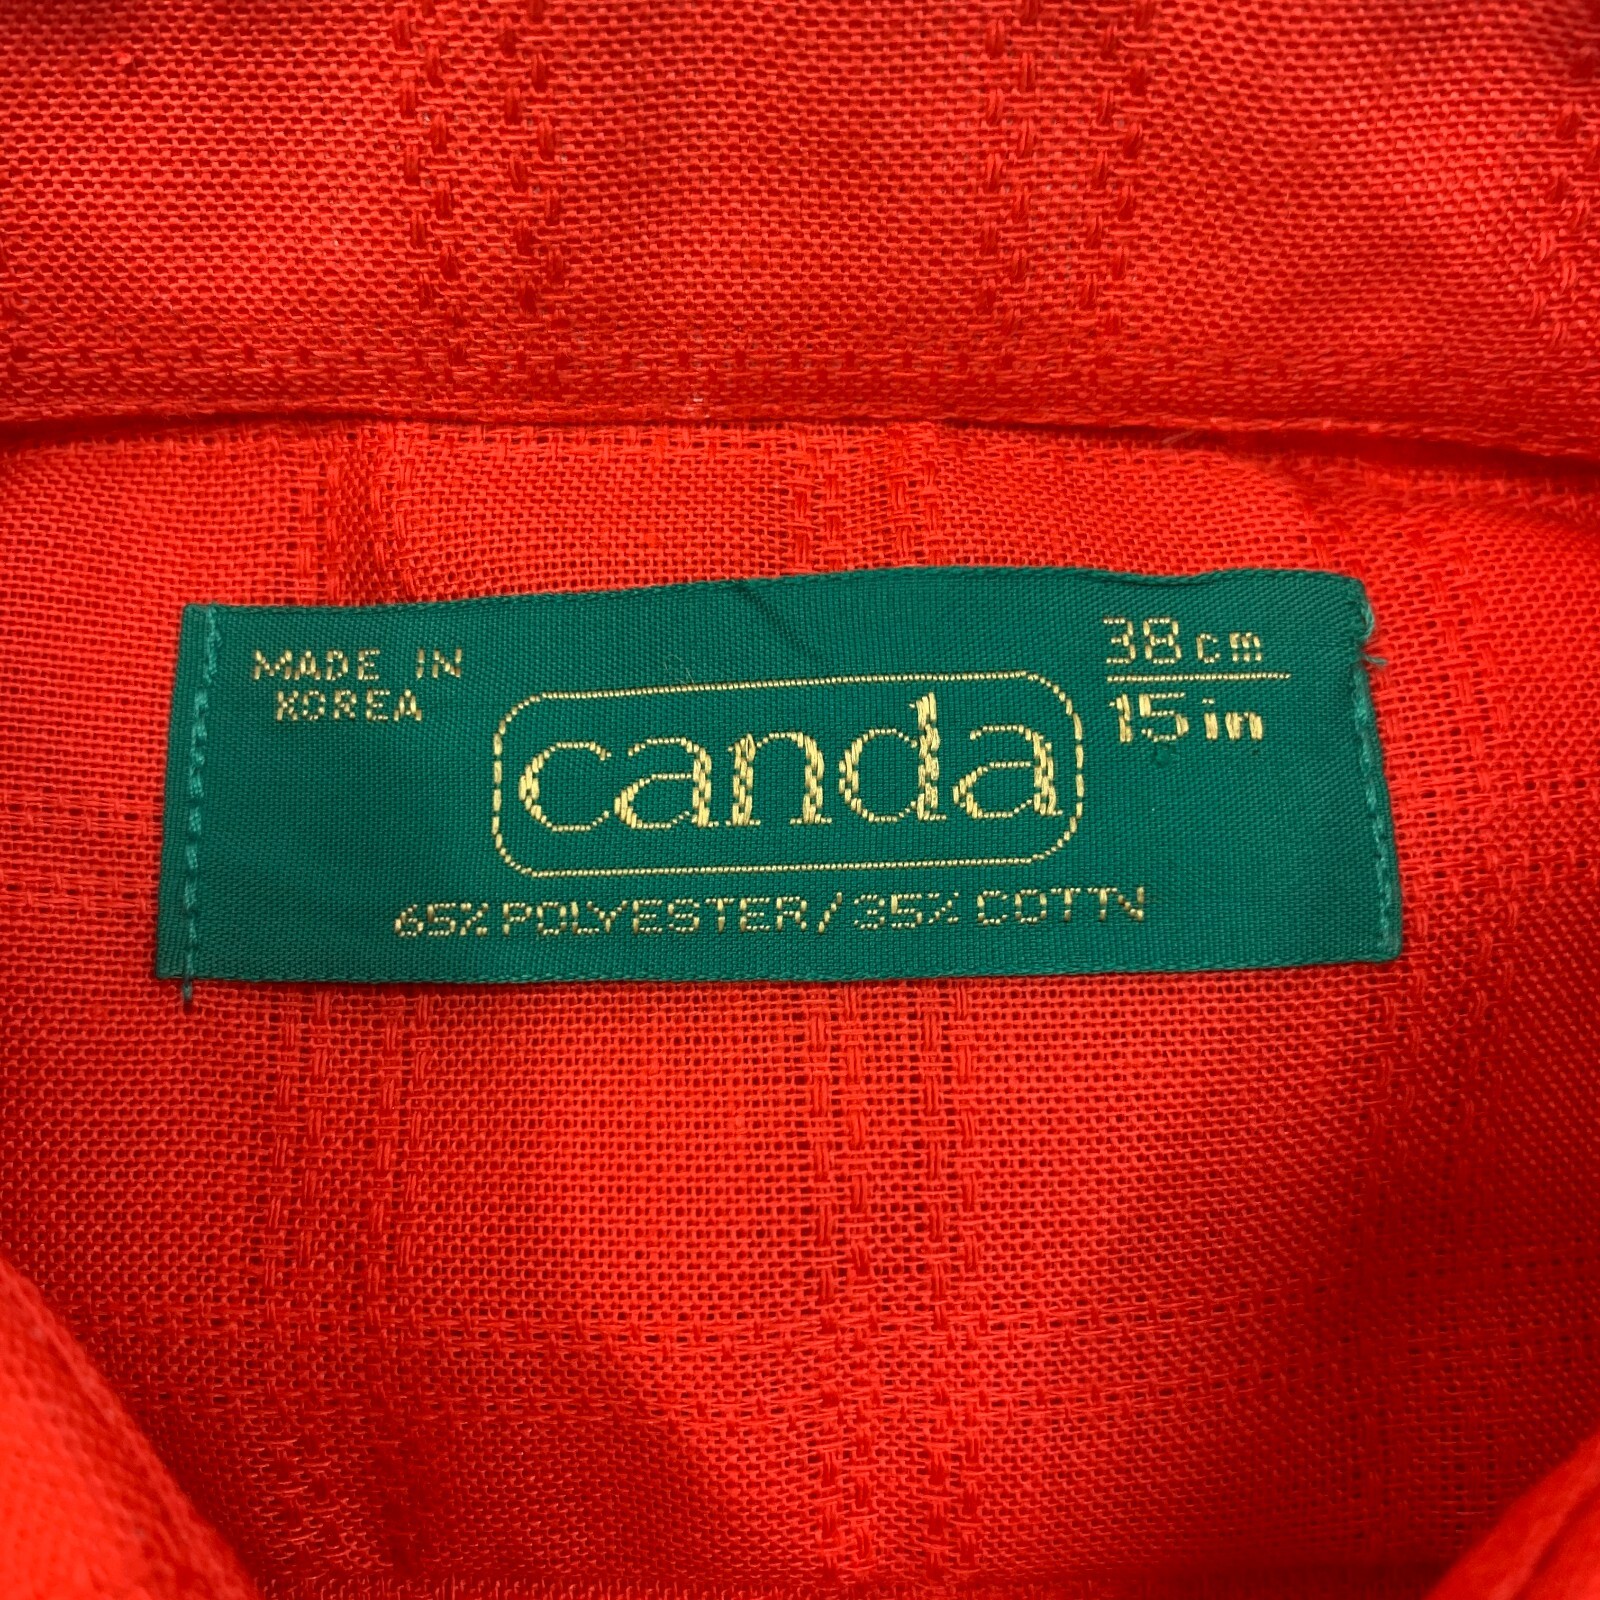 MADE IN
KOREA
canda
38cm
15in
65% POLYESTER/35% COTTN